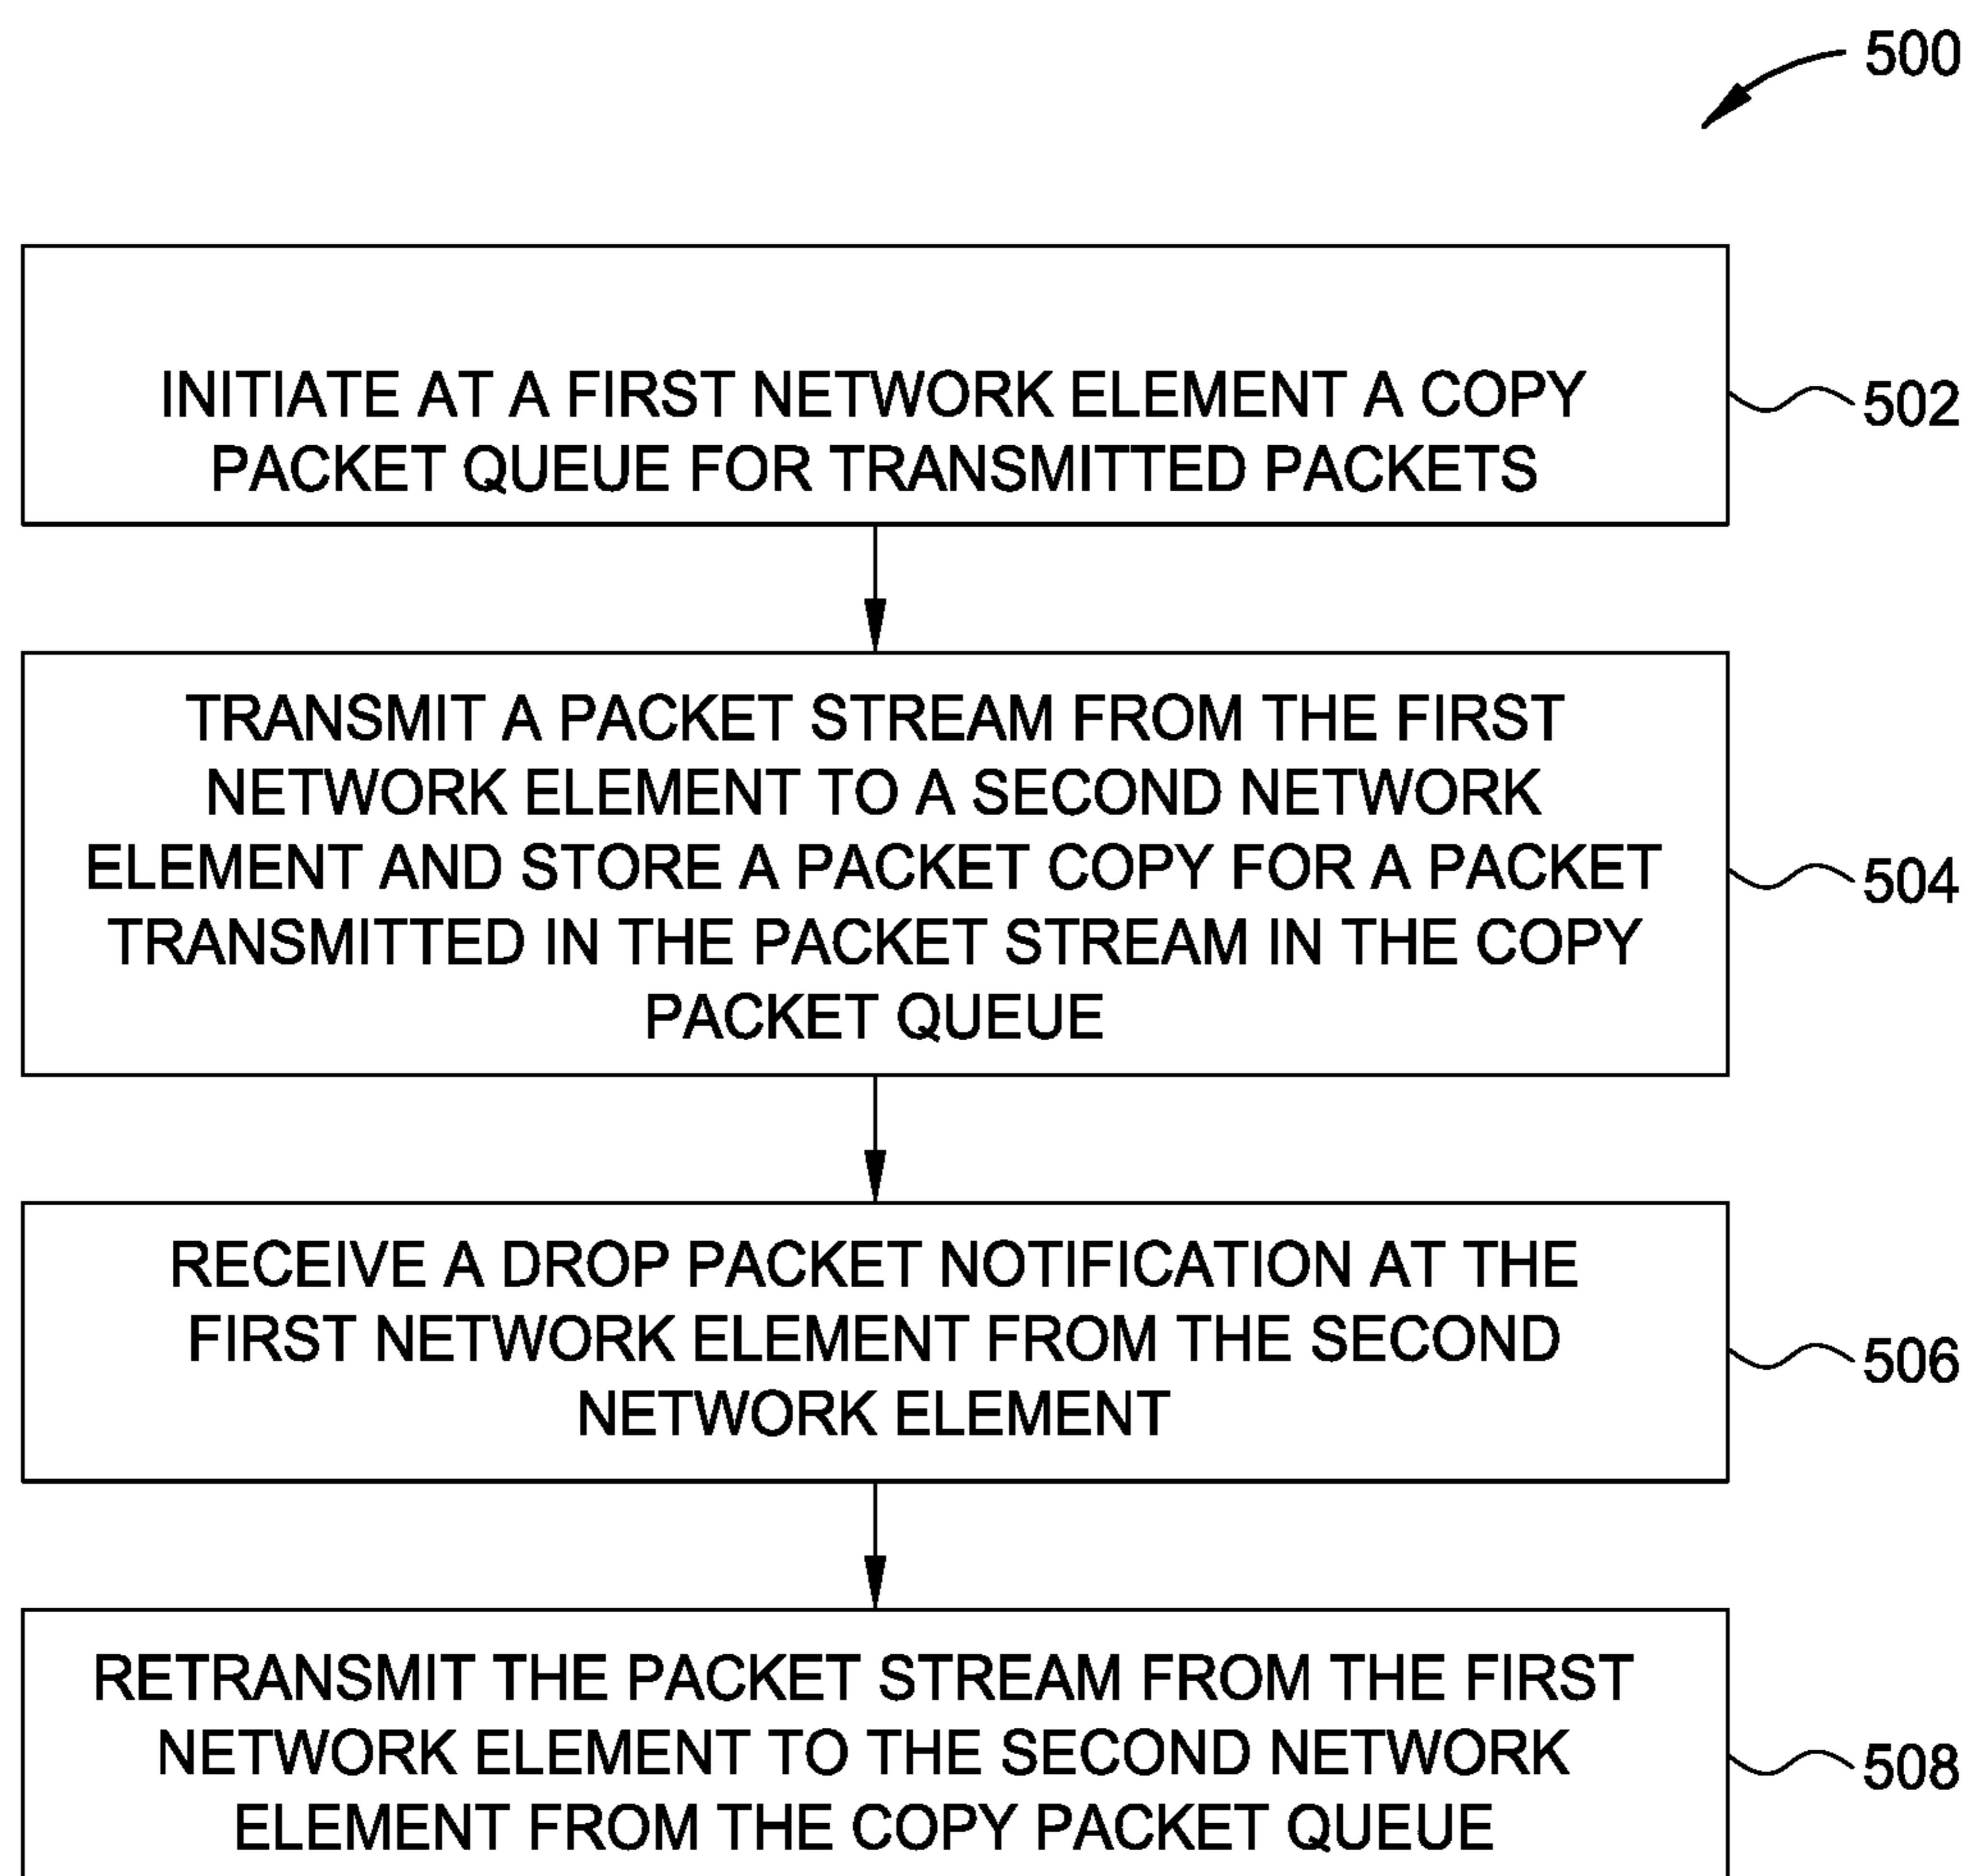 500
INITIATE AT A FIRST NETWORK ELEMENT A COPY
PACKET QUEUE FOR TRANSMITTED PACKETS
502
TRANSMIT A PACKET STREAM FROM THE FIRST
NETWORK ELEMENT TO A SECOND NETWORK
ELEMENT AND STORE A PACKET COPY FOR A PACKET
TRANSMITTED IN THE PACKET STREAM IN THE COPY
PACKET QUEUE
504
RECEIVE A DROP PACKET NOTIFICATION AT THE
FIRST NETWORK ELEMENT FROM THE SECOND
NETWORK ELEMENT
506
RETRANSMIT THE PACKET STREAM FROM THE FIRST
NETWORK ELEMENT TO THE SECOND NETWORK
ELEMENT FROM THE COPY PACKET QUEUE
508